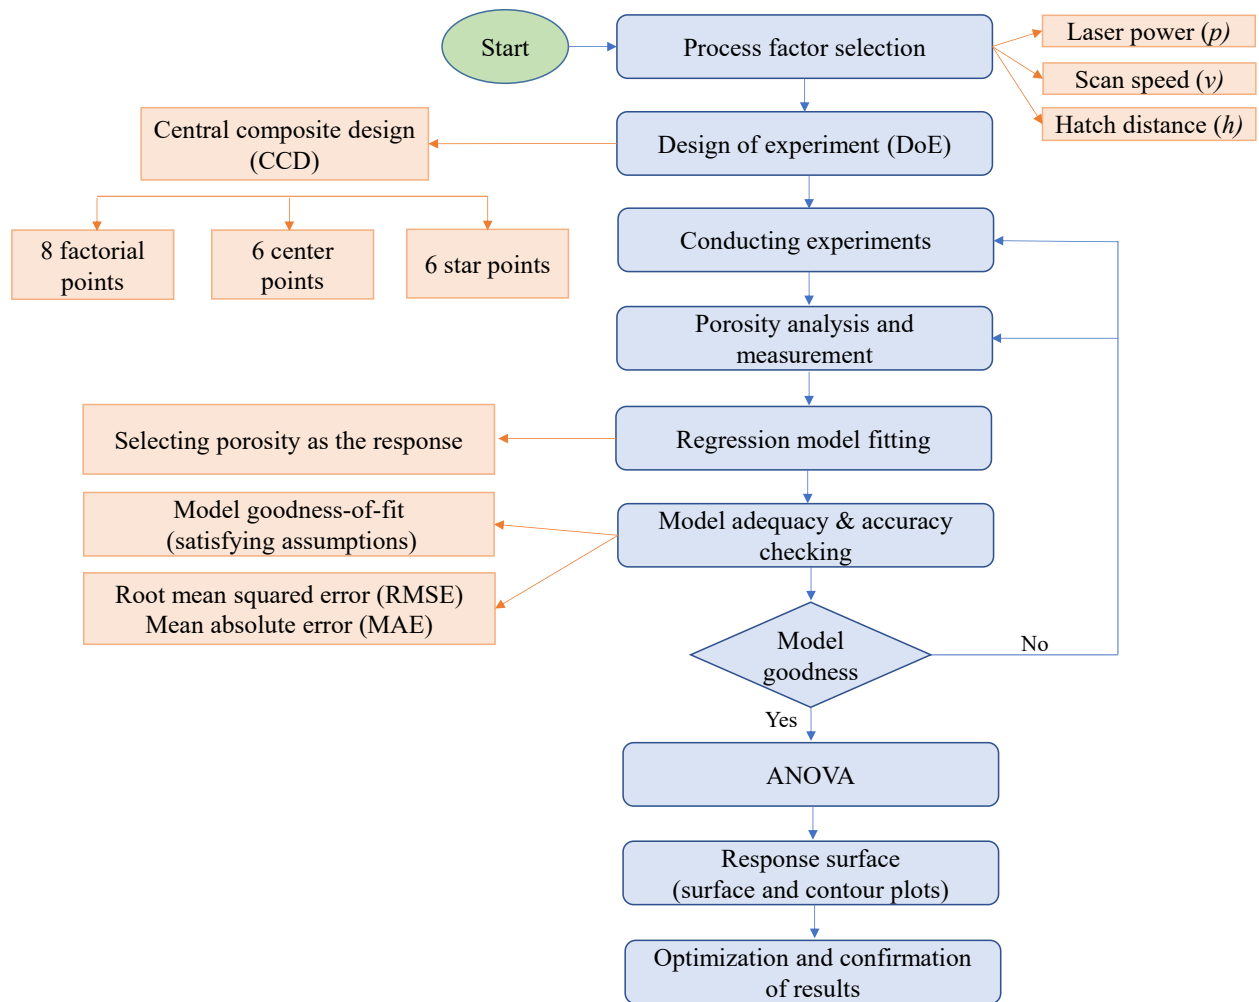 Start
Process factor selection
Laser power (p)
Scan speed (v)
Hatch distance (h)
Central composite design
(CCD)
Design of experiment (DoE)
8 factorial
points
6 center
points
6 star points
Conducting experiments
Porosity analysis and
measurement
Selecting porosity as the response
Regression model fitting
Model goodness-of-fit
(satisfying assumptions)
Model adequacy & accuracy
checking
Root mean squared error (RMSE)
Mean absolute error (MAE)
Model
goodness
No
Yes
ANOVA
Response surface
(surface and contour plots)
Optimization and confirmation
of results